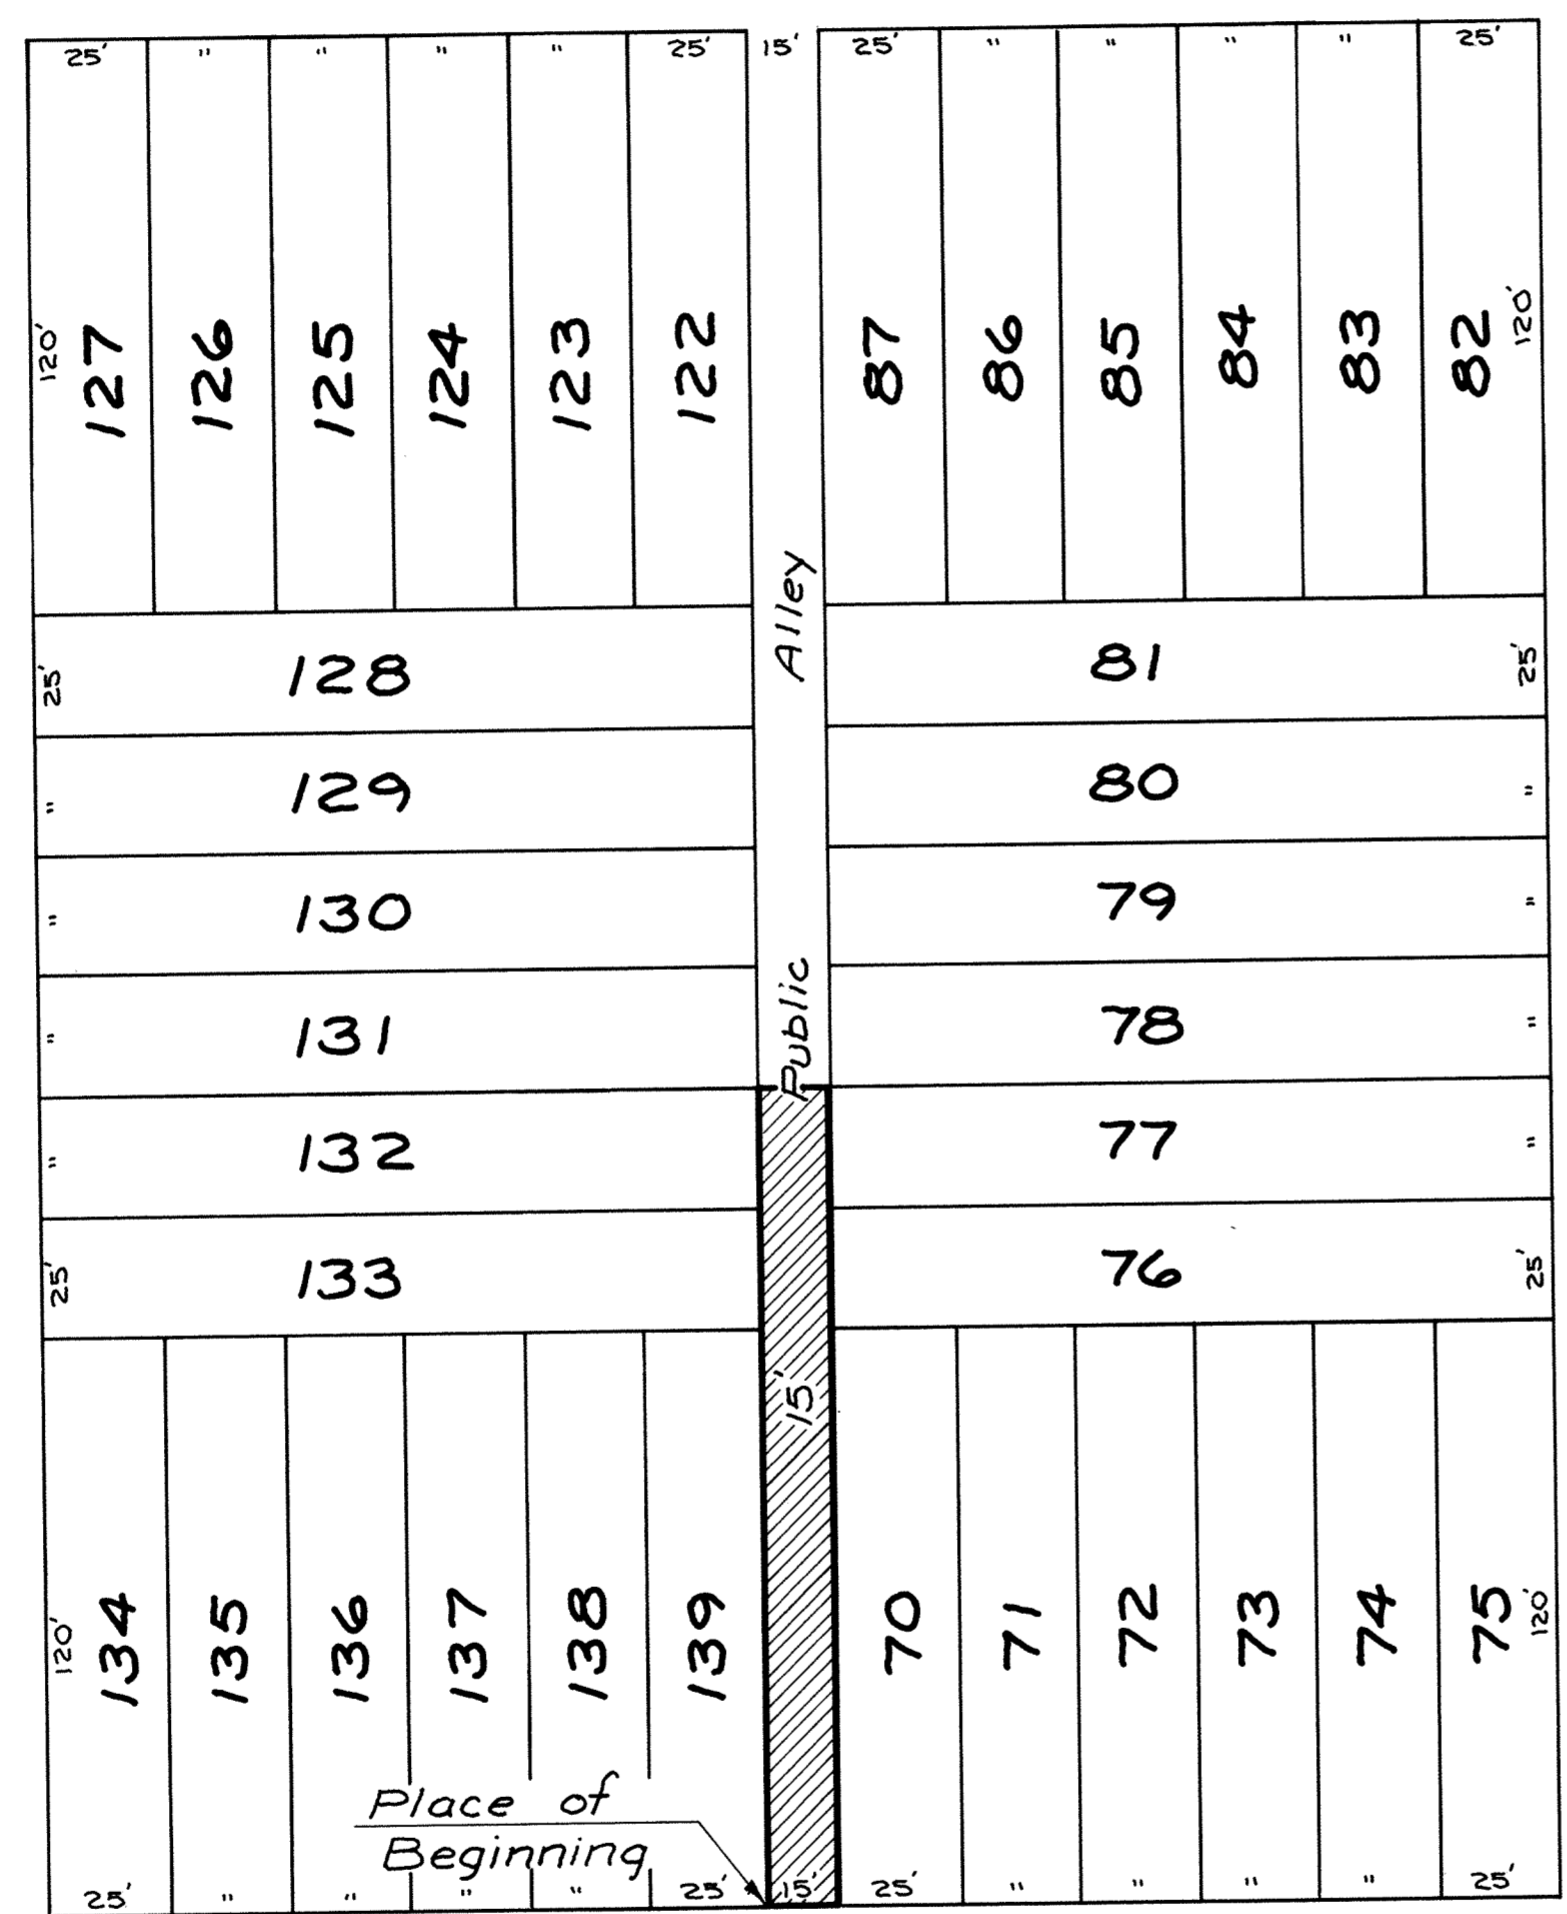 25' " " " " 25' 15' 25' " " " " 25'
120' 127 126 125 124 123 122 87 86 85 84 83 82 120'
Public Alley
25' 128 81 25'
" 129 80 "
" 130 79 "
" 131 78 "
" 132 77 "
25' 133 76 25'
15'
120' 134 135 136 137 138 139 70 71 72 73 74 75 120'
Place of
Beginning
25' " " " " 25' 15' 25' " " " " 25'